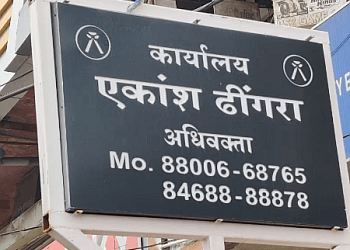 कार्यालय
एकांश ढींगरा
अधिवक्ता
Mo. 88006-68765
84688-88878